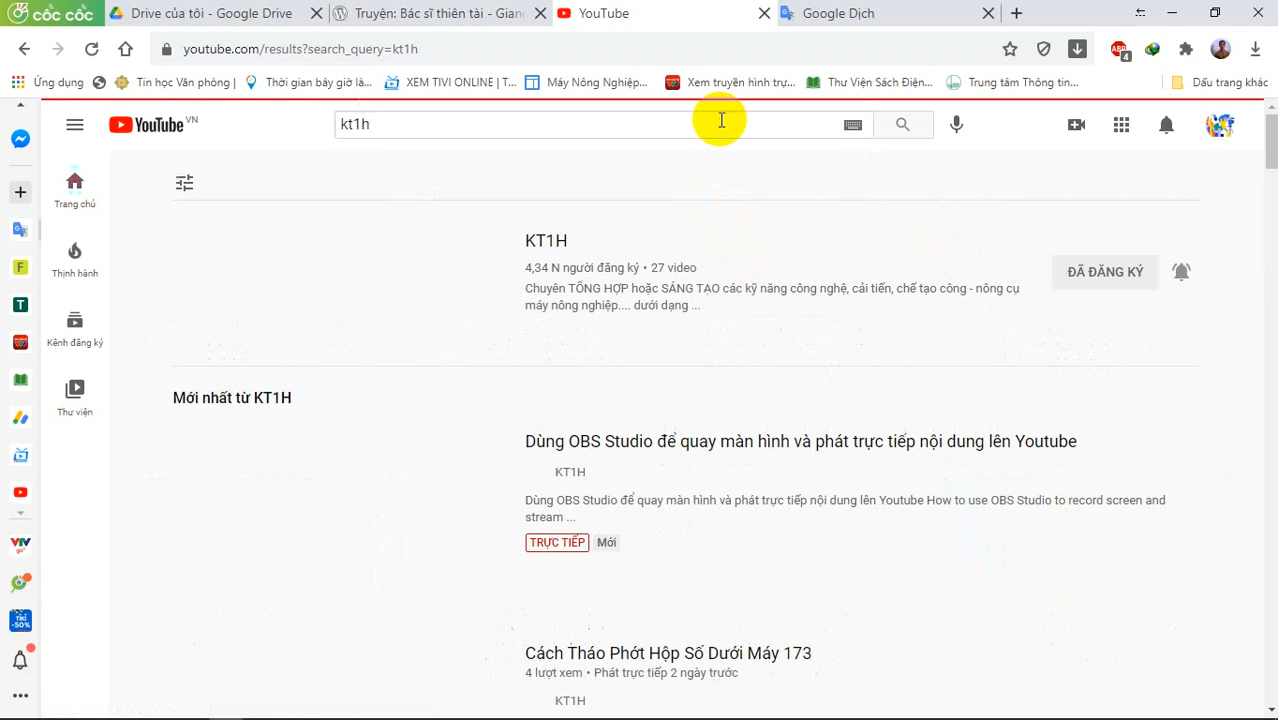 cốc cốc
Drive của tôi - Google Drive
Truyện: Bác sĩ thiên tài - Giang
YouTube
Google Dịch
youtube.com/results?search_query=kt1h
ABP
4
Ứng dụng
Tin học Văn phòng |
Thời gian bây giờ là...
XEM TIVI ONLINE | T...
Máy Nông Nghiệp...
Xem truyền hình trự...
Thư Viện Sách Điện...
Trung tâm Thông tin...
Dấu trang khác
YouTube VN
kt1h
Trang chủ
Thịnh hành
Kênh đăng ký
Thư viện
F
T
VTV
go
TIKI
-50%
KT1H
4,34 N người đăng ký • 27 video
Chuyên TỔNG HỢP hoặc SÁNG TẠO các kỹ năng công nghệ, cải tiến, chế tạo công - nông cụ
máy nông nghiệp.... dưới dạng ...
ĐÃ ĐĂNG KÝ
Mới nhất từ KT1H
Dùng OBS Studio để quay màn hình và phát trực tiếp nội dung lên Youtube
KT1H
Dùng OBS Studio để quay màn hình và phát trực tiếp nội dung lên Youtube How to use OBS Studio to record screen and
stream ...
TRỰC TIẾP
Mới
Cách Tháo Phớt Hộp Số Dưới Máy 173
4 lượt xem • Phát trực tiếp 2 ngày trước
KT1H